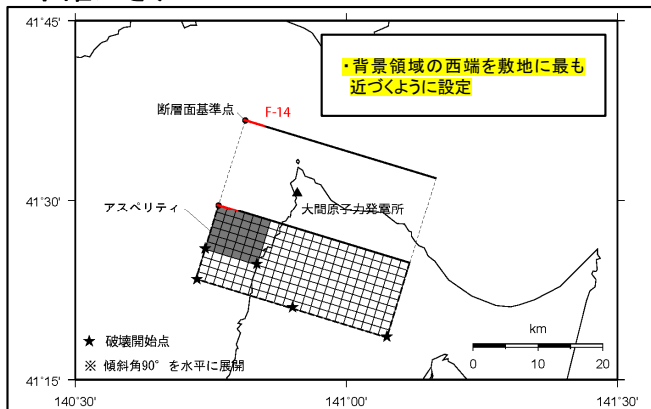 41°45'
・背景領域の西端を敷地に最も
近づくように設定
断層面基準点
F-14
41°30'
アスペリティ
大間原子力発電所
★ 破壊開始点
※ 傾斜角90°を水平に展開
km
0 10 20
41°15'
140°30' 141°00' 141°30'